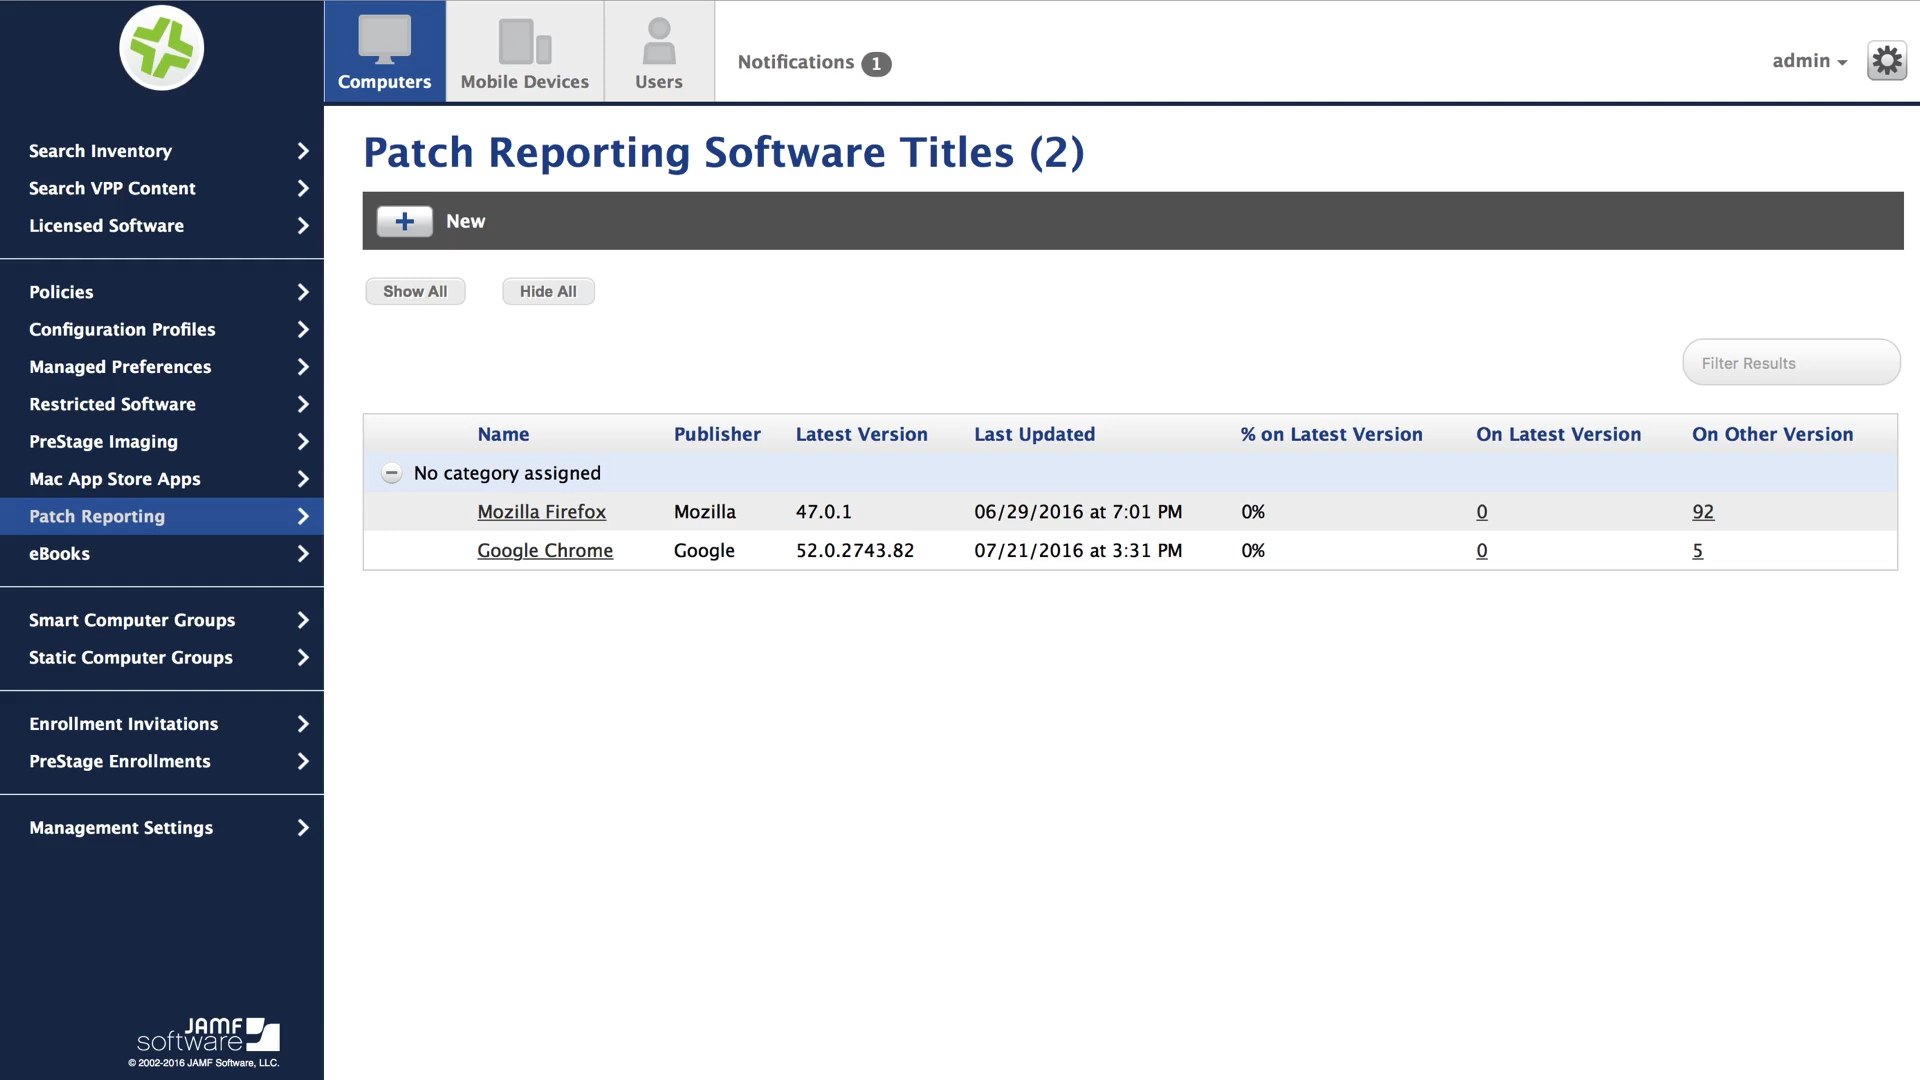 Computers
Mobile Devices
Users
Notifications 1
admin
Search Inventory
Search VPP Content
Licensed Software
Policies
Configuration Profiles
Managed Preferences
Restricted Software
PreStage Imaging
Mac App Store Apps
Patch Reporting
eBooks
Smart Computer Groups
Static Computer Groups
Enrollment Invitations
PreStage Enrollments
Management Settings
JAMF
software
© 2002-2016 JAMF Software, LLC.
Patch Reporting Software Titles (2)
New
Show All Hide All
Filter Results
Name Publisher Latest Version Last Updated % on Latest Version On Latest Version On Other Version
No category assigned
Mozilla Firefox Mozilla 47.0.1 06/29/2016 at 7:01 PM 0% 0 92
Google Chrome Google 52.0.2743.82 07/21/2016 at 3:31 PM 0% 0 5